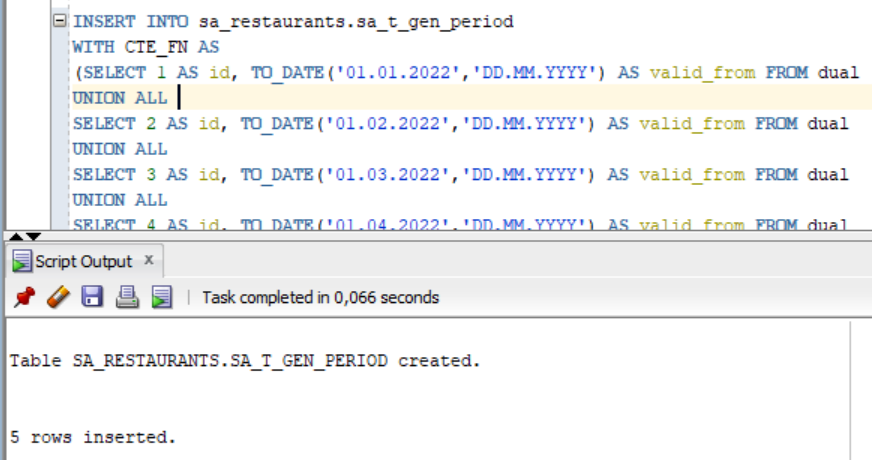 INSERT INTO sa_restaurants.sa_t_gen_period
WITH CTE_FN AS
(SELECT 1 AS id, TO_DATE('01.01.2022','DD.MM.YYYY') AS valid_from FROM dual
UNION ALL
SELECT 2 AS id, TO_DATE('01.02.2022','DD.MM.YYYY') AS valid_from FROM dual
UNION ALL
SELECT 3 AS id, TO_DATE('01.03.2022','DD.MM.YYYY') AS valid_from FROM dual
UNION ALL
SELECT 4 AS id, TO_DATE('01.04.2022','DD.MM.YYYY') AS valid_from FROM dual
Script Output x
Task completed in 0,066 seconds
Table SA_RESTAURANTS.SA_T_GEN_PERIOD created.
5 rows inserted.